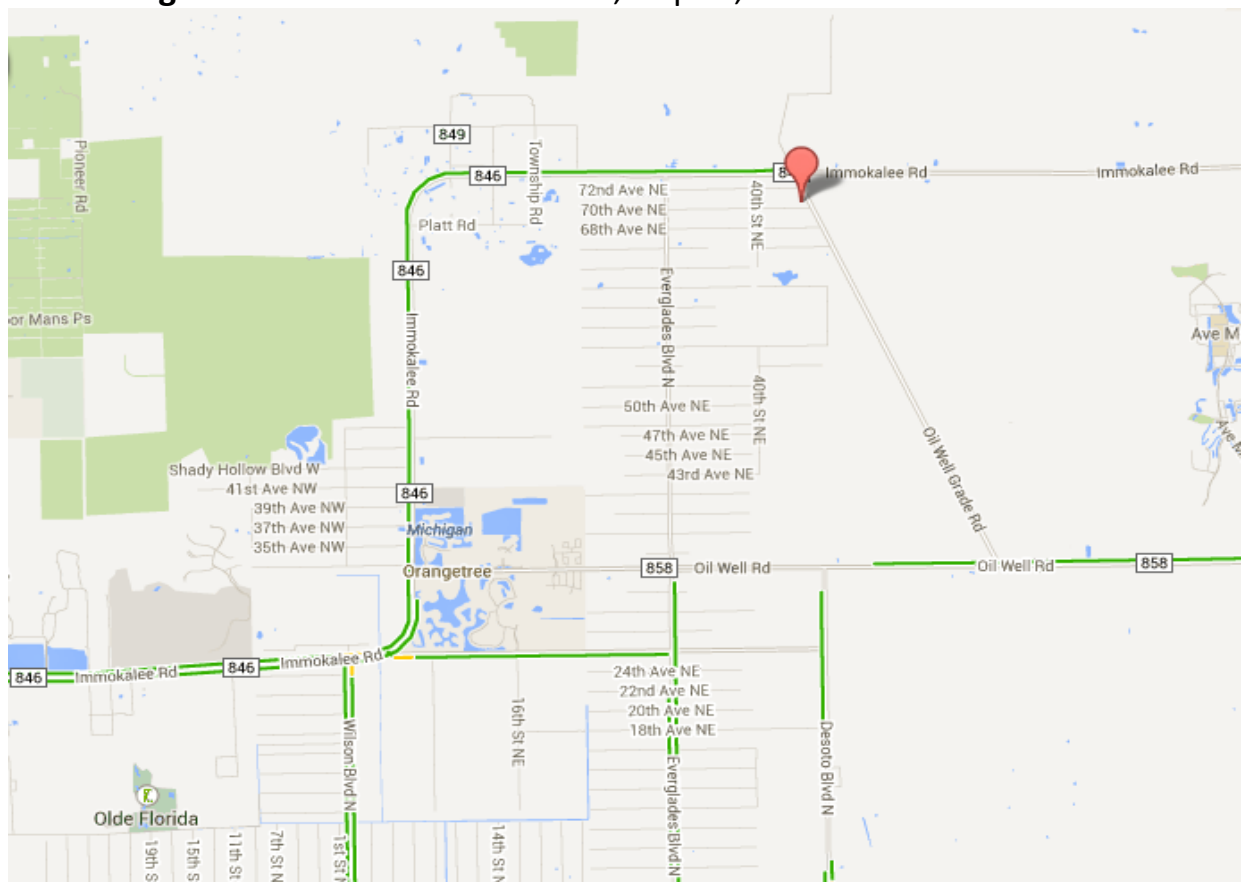 849
846
Immokalee Rd
Immokalee Rd
Pioneer Rd
Township Rd
72nd Ave NE
70th Ave NE
68th Ave NE
40th St NE
Platt Rd
846
Everglades Blvd N
Immokalee Rd
Mans Ps
Ave M
50th Ave NE
40th St NE
47th Ave NE
45th Ave NE
43rd Ave NE
Oil Well Grade Rd
Ave M
Shady Hollow Blvd W
41st Ave NW
39th Ave NW
37th Ave NW
35th Ave NW
846
Michigan
Orangetree
858
Oil Well Rd
Oil Well Rd
858
846
Immokalee Rd
846
Immokalee Rd
24th Ave NE
22nd Ave NE
20th Ave NE
18th Ave NE
16th St NE
Wilson Blvd N
Everglades Blvd N
Desoto Blvd N
Olde Florida
19th S
15th S
11th St
7th St N
1st St N
14th St N